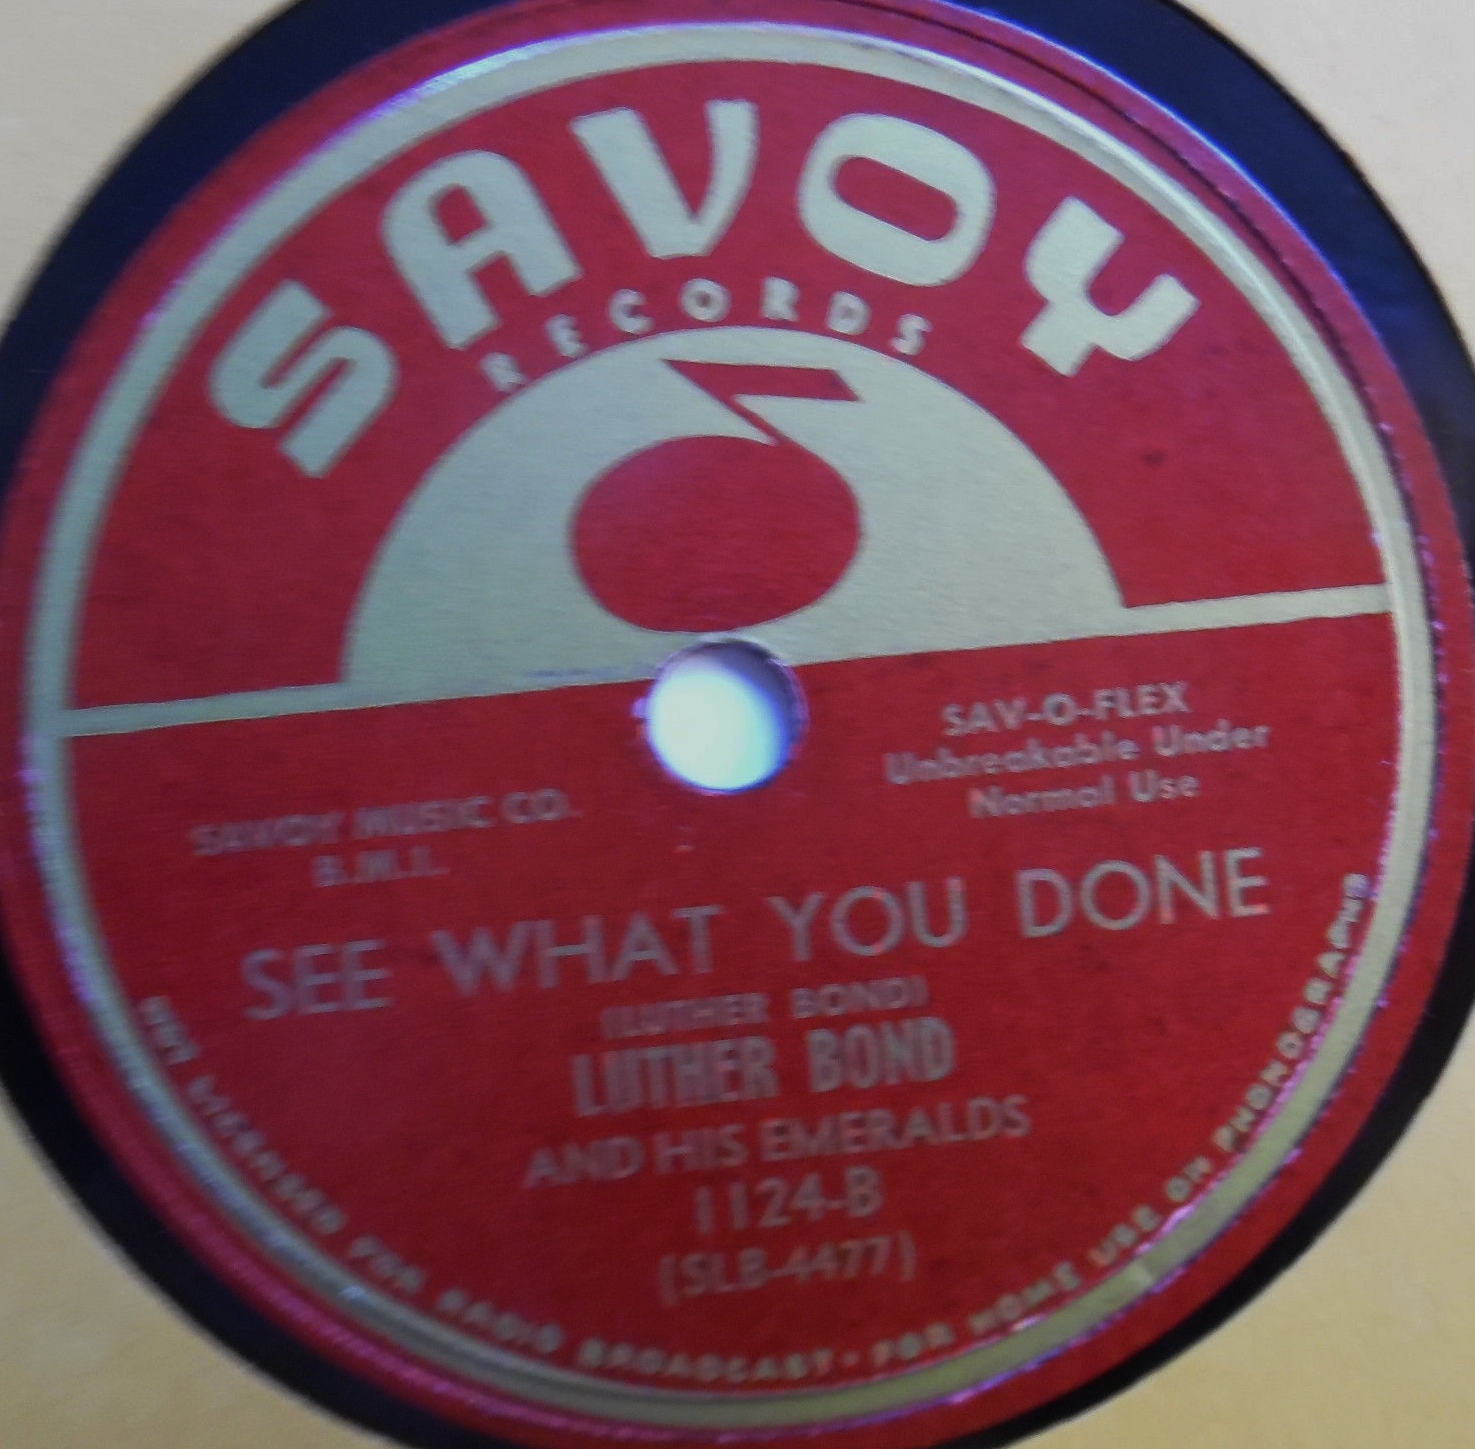 SAVOY
RECORDS
SAV-O-FLEX
Unbreakable Under
Normal Use
SAVOY MUSIC CO.
B.M.I.
SEE WHAT YOU DONE
(LUTHER BOND)
LUTHER BOND
AND HIS EMERALDS
1124-B
(SLB-4477)
NOT LICENSED FOR RADIO BROADCAST · FOR HOME USE ON PHONOGRAPHS